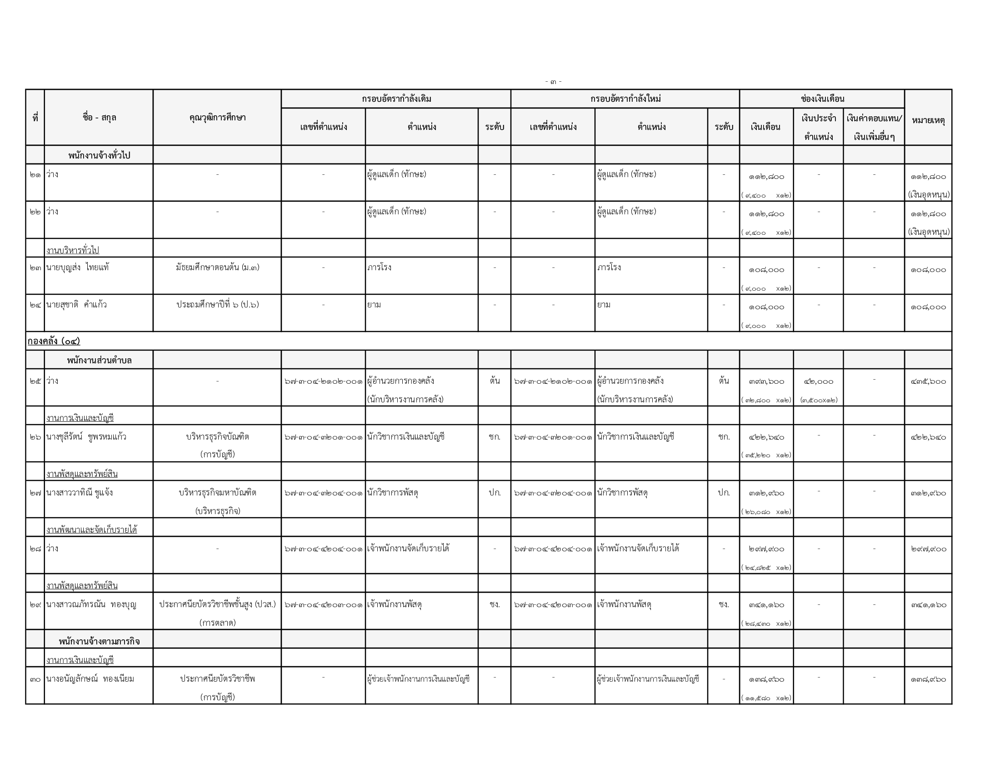 - ๓ -
กรอบอัตรากำลังเดิม กรอบอัตรากำลังใหม่ ช่องเงินเดือน
ที่ ชื่อ - สกุล คุณวุฒิการศึกษา เลขที่ตำแหน่ง ตำแหน่ง ระดับ เลขที่ตำแหน่ง ตำแหน่ง ระดับ เงินเดือน เงินประจำ เงินค่าตอบแทน/ หมายเหตุ
ตำแหน่ง เงินเพิ่มอื่นๆ
พนักงานจ้างทั่วไป
๒๑ ว่าง - - ผู้ดูแลเด็ก (ทักษะ) - - ผู้ดูแลเด็ก (ทักษะ) - ๑๑๒,๘๐๐ - - ๑๑๒,๘๐๐
( ๙,๔๐๐ X๑๒) (เงินอุดหนุน)
๒๒ ว่าง - - ผู้ดูแลเด็ก (ทักษะ) - - ผู้ดูแลเด็ก (ทักษะ) - ๑๑๒,๘๐๐ - - ๑๑๒,๘๐๐
( ๙,๔๐๐ X๑๒) (เงินอุดหนุน)
งานบริหารทั่วไป
๒๓ นายบุญส่ง ไทยแท้ มัธยมศึกษาตอนต้น (ม.๓) - ภารโรง - - ภารโรง - ๑๐๘,๐๐๐ - - ๑๐๘,๐๐๐
( ๙,๐๐๐ X๑๒)
๒๔ นายสุชาติ คำแก้ว ประถมศึกษาปีที่ ๖ (ป.๖) - ยาม - - ยาม - ๑๐๘,๐๐๐ - - ๑๐๘,๐๐๐
( ๙,๐๐๐ X๑๒)
กองคลัง (๐๔)
พนักงานส่วนตำบล
๒๕ ว่าง - ๖๗-๓-๐๔-๒๑๐๒-๐๐๑ ผู้อำนวยการกองคลัง ต้น ๖๗-๓-๐๔-๒๑๐๒-๐๐๑ ผู้อำนวยการกองคลัง ต้น ๓๙๓,๖๐๐ ๔๒,๐๐๐ - ๔๓๕,๖๐๐
(นักบริหารงานการคลัง) (นักบริหารงานการคลัง) ( ๓๒,๘๐๐ X๑๒) (๓,๕๐๐X๑๒)
งานการเงินและบัญชี
๒๖ นางชุลีรัตน์ ชูพรหมแก้ว บริหารธุรกิจบัณฑิต ๖๗-๓-๐๔-๓๒๐๑-๐๐๑ นักวิชาการเงินและบัญชี ชก. ๖๗-๓-๐๔-๓๒๐๑-๐๐๑ นักวิชาการเงินและบัญชี ชก. ๔๒๒,๖๔๐ - - ๔๒๒,๖๔๐
(การบัญชี) ( ๓๕,๒๒๐ X๑๒)
งานพัสดุและทรัพย์สิน
๒๗ นางสาววาทิณี ชูแจ้ง บริหารธุรกิจมหาบัณฑิต ๖๗-๓-๐๔-๓๒๐๔-๐๐๑ นักวิชาการพัสดุ ปก. ๖๗-๓-๐๔-๓๒๐๔-๐๐๑ นักวิชาการพัสดุ ปก. ๓๑๒,๙๖๐ - - ๓๑๒,๙๖๐
(บริหารธุรกิจ) ( ๒๖,๐๘๐ X๑๒)
งานพัฒนาและจัดเก็บรายได้
๒๘ ว่าง - ๖๗-๓-๐๔-๔๒๐๔-๐๐๑ เจ้าพนักงานจัดเก็บรายได้ - ๖๗-๓-๐๔-๔๒๐๔-๐๐๑ เจ้าพนักงานจัดเก็บรายได้ - ๒๙๗,๙๐๐ - - ๒๙๗,๙๐๐
( ๒๔,๘๒๕ X๑๒)
งานพัสดุและทรัพย์สิน
๒๙ นางสาวณภัทรณัน ทองบุญ ประกาศนียบัตรวิชาชีพชั้นสูง (ปวส.) ๖๗-๓-๐๔-๔๒๐๓-๐๐๑ เจ้าพนักงานพัสดุ ชง. ๖๗-๓-๐๔-๔๒๐๓-๐๐๑ เจ้าพนักงานพัสดุ ชง. ๓๔๑,๑๖๐ - - ๓๔๑,๑๖๐
(การตลาด) ( ๒๘,๔๓๐ X๑๒)
พนักงานจ้างตามภารกิจ
งานการเงินและบัญชี
๓๐ นางอนัญลักษณ์ ทองเนียม ประกาศนียบัตรวิชาชีพ - ผู้ช่วยเจ้าพนักงานการเงินและบัญชี - - ผู้ช่วยเจ้าพนักงานการเงินและบัญชี - ๑๓๘,๙๖๐ - - ๑๓๘,๙๖๐
(การบัญชี) ( ๑๑,๕๘๐ X๑๒)